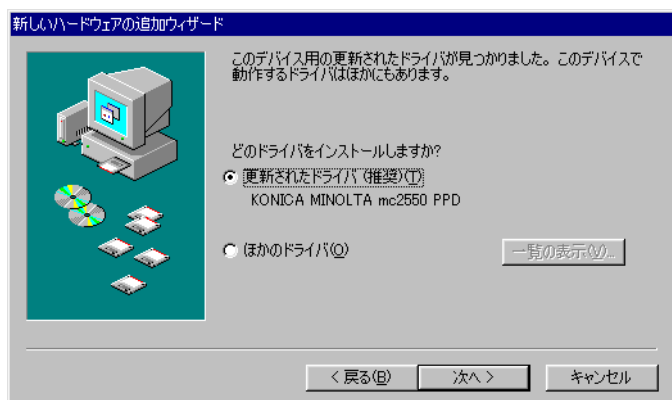 新しいハードウェアの追加ウィザード
このデバイス用の更新されたドライバが見つかりました。このデバイスで
動作するドライバはほかにもあります。
どのドライバをインストールしますか?
更新されたドライバ (推奨)(T)
KONICA MINOLTA mc2550 PPD
ほかのドライバ(O)
一覧の表示(V)...
< 戻る(B)
次へ >
キャンセル